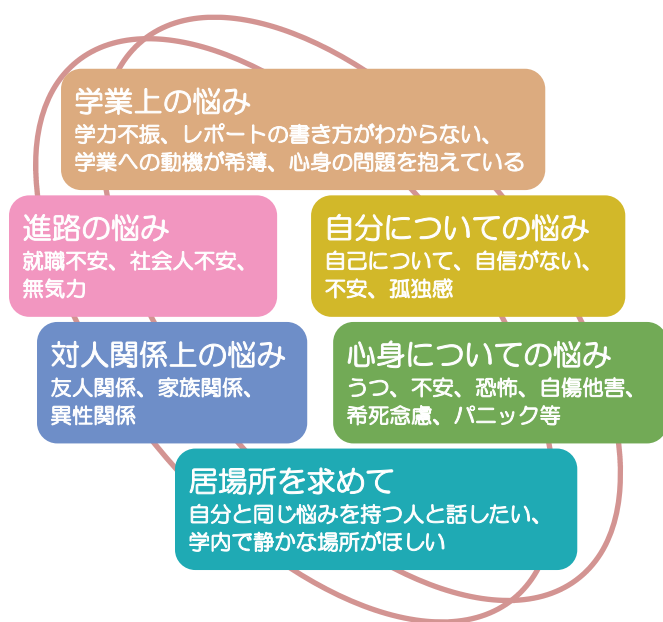 学業上の悩み
学力不振、レポートの書き方がわからない、
学業への動機が希薄、心身の問題を抱えている
進路の悩み
就職不安、社会人不安、
無気力
自分についての悩み
自己について、自信がない、
不安、孤独感
対人関係上の悩み
友人関係、家族関係、
異性関係
心身についての悩み
うつ、不安、恐怖、自傷他害、
希死念慮、パニック等
居場所を求めて
自分と同じ悩みを持つ人と話したい、
学内で静かな場所がほしい